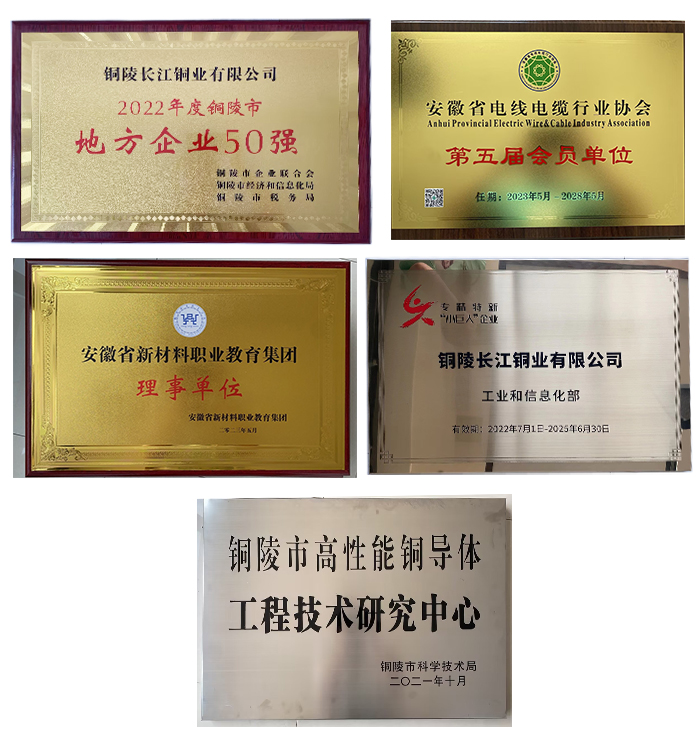 铜陵长江铜业有限公司
2022年度铜陵市
地方企业50强
铜陵市企业联合会
铜陵市经济和信息化局
铜陵市税务局
安徽省电线电缆行业协会
Anhui Provincial Electric Wire&Cable Industry Association
第五届会员单位
任期：2023年5月－2028年5月
安徽省新材料职业教育集团
理事单位
安徽省新材料职业教育集团
二〇二三年五月
专精特新
“小巨人”企业
铜陵长江铜业有限公司
工业和信息化部
有效期：2022年7月1日-2025年6月30日
铜陵市高性能铜导体
工程技术研究中心
铜陵市科学技术局
二〇二一年十月